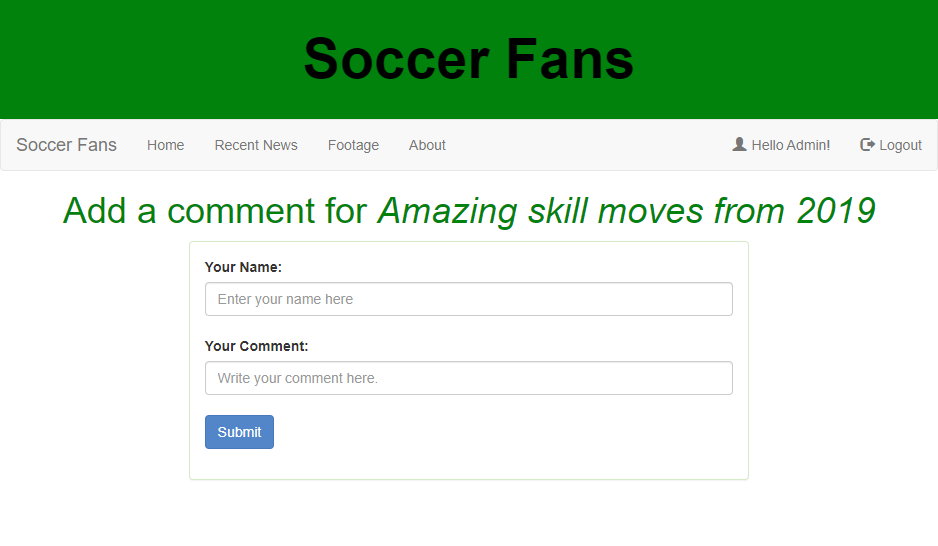 Soccer Fans
Soccer Fans Home Recent News Footage About Hello Admin! Logout
Add a comment for Amazing skill moves from 2019
Your Name:
Enter your name here
Your Comment:
Write your comment here.
Submit